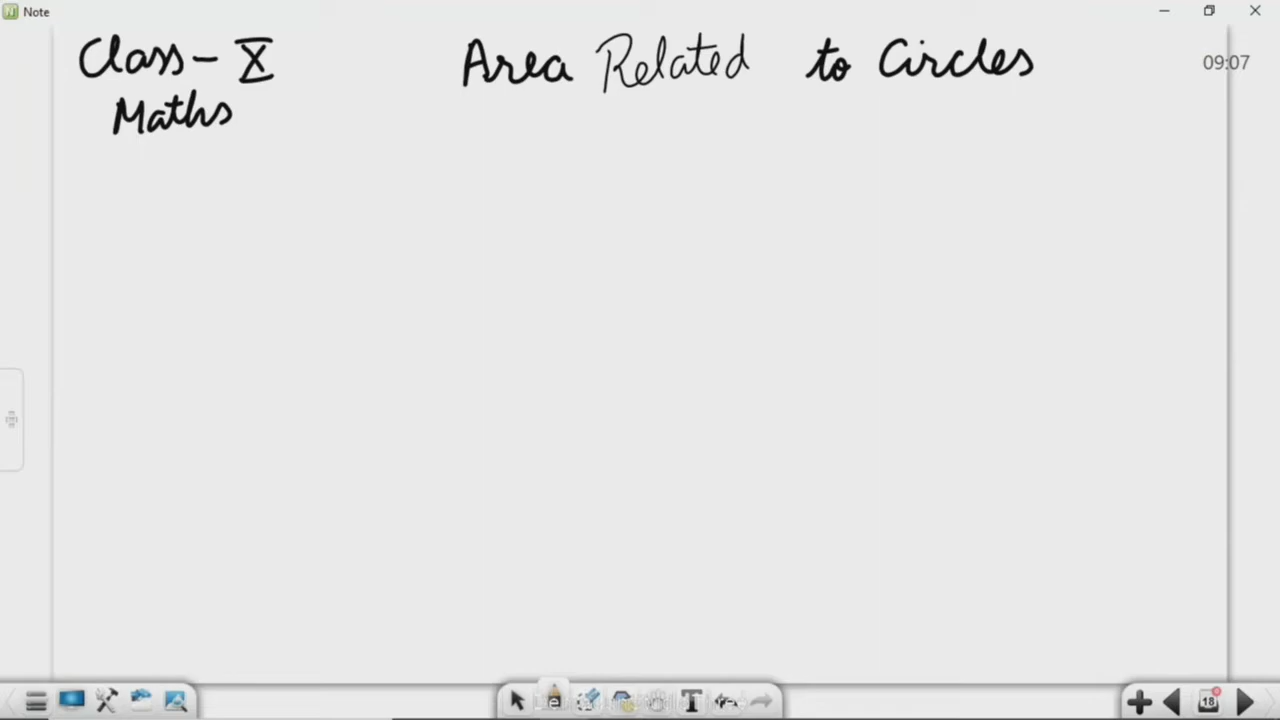 Note
Class - X Area Related to Circles
09:07
Maths
18